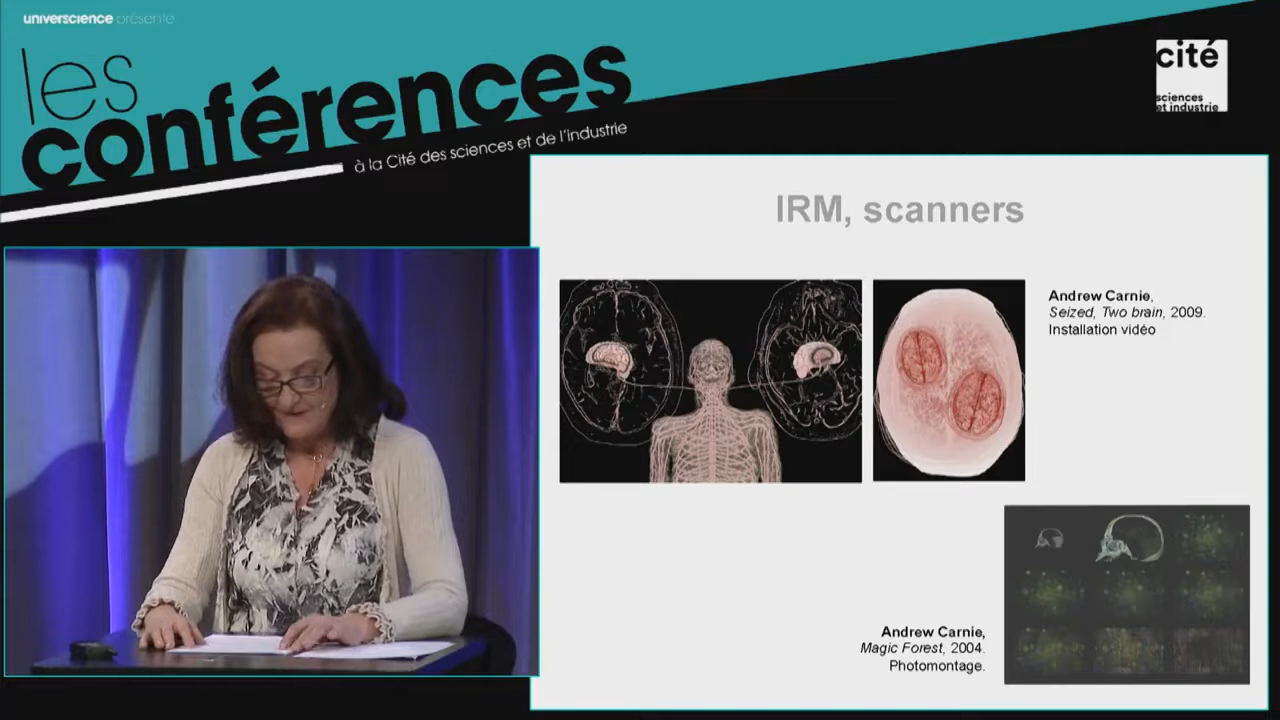 universcience présente
les
conférences
à la Cité des sciences et de l'industrie
cité
sciences
et industrie
IRM, scanners
Andrew Carnie,
Seized, Two brain, 2009.
Installation vidéo
Andrew Carnie,
Magic Forest, 2004.
Photomontage.